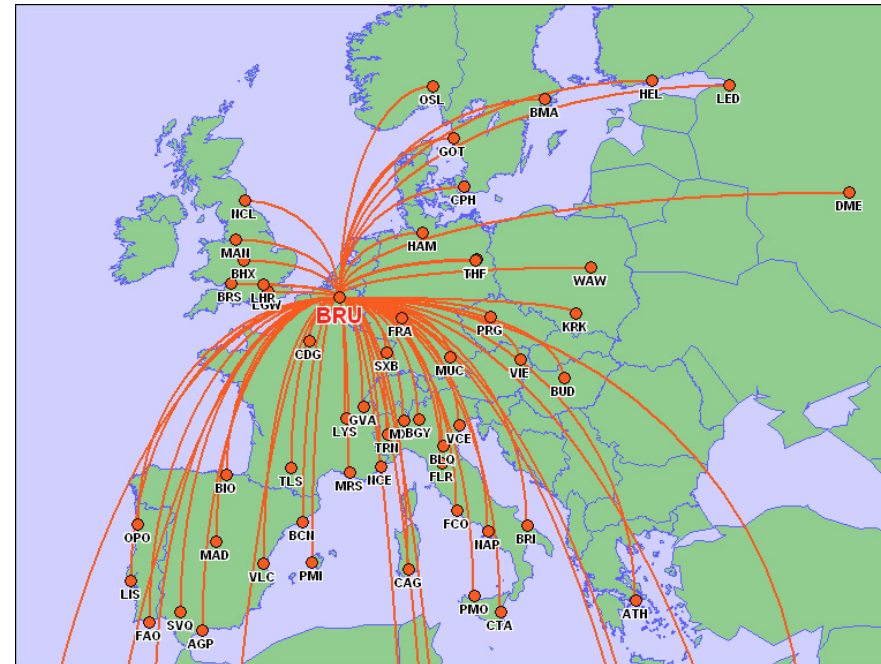 OSL
HEL
LED
BMA
GOT
CPH
DME
NCL
HAM
MAN
BHX
THF
WAW
BRS
LHR
LGW
BRU
FRA
PRG
KRK
CDG
SXB
MUC
VIE
BUD
GVA
LYS
MX
BGY
TRN
VCE
BLQ
FLR
BIO
TLS
MRS
NCE
OPO
BCN
FCO
MAD
NAP
BRI
VLC
PMI
CAG
LIS
PMO
ATH
FAO
SVQ
CTA
AGP